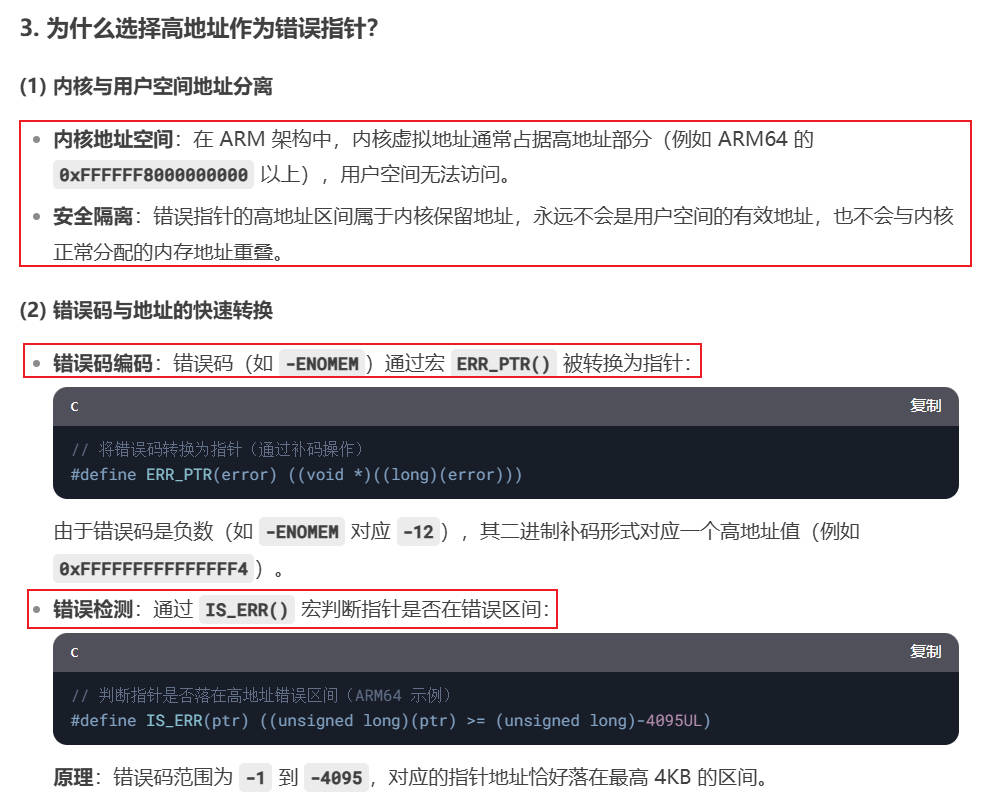 3. 为什么选择高地址作为错误指针？
(1) 内核与用户空间地址分离
内核地址空间：在 ARM 架构中，内核虚拟地址通常占据高地址部分（例如 ARM64 的
0xFFFFFF8000000000 以上），用户空间无法访问。
安全隔离：错误指针的高地址区间属于内核保留地址，永远不会是用户空间的有效地址，也不会与内核
正常分配的内存地址重叠。
(2) 错误码与地址的快速转换
错误码编码：错误码（如 -ENOMEM ）通过宏 ERR_PTR() 被转换为指针：
c 复制
// 将错误码转换为指针（通过补码操作）
#define ERR_PTR(error) ((void *)((long)(error)))
由于错误码是负数（如 -ENOMEM 对应 -12 ），其二进制补码形式对应一个高地址值（例如
0xFFFFFFFFFFFFFFF4 ）。
错误检测：通过 IS_ERR() 宏判断指针是否在错误区间：
c 复制
// 判断指针是否落在高地址错误区间（ARM64 示例）
#define IS_ERR(ptr) ((unsigned long)(ptr) >= (unsigned long)-4095UL)
原理：错误码范围为 -1 到 -4095 ，对应的指针地址恰好落在最高 4KB 的区间。